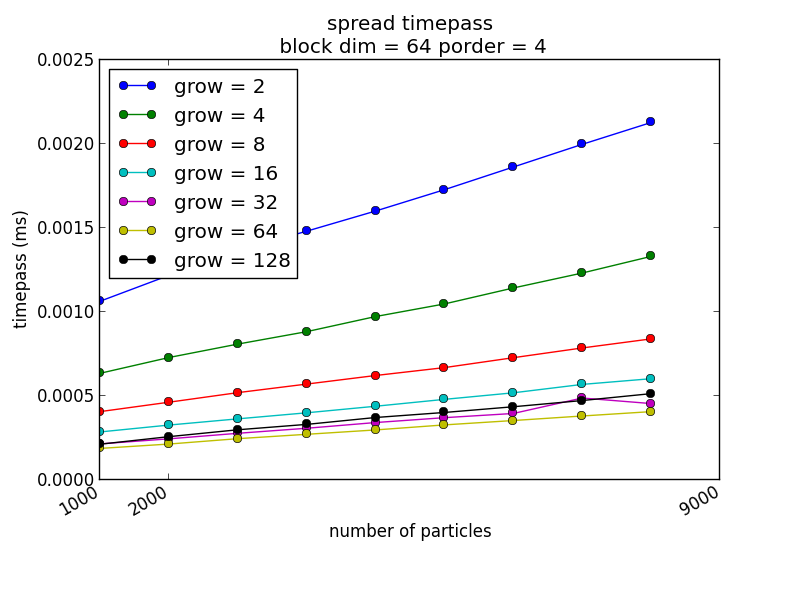 spread timepass
block dim = 64 porder = 4
0.0025
0.0020
0.0015
0.0010
0.0005
0.0000
timepass (ms)
grow = 2
grow = 4
grow = 8
grow = 16
grow = 32
grow = 64
grow = 128
1000
2000
9000
number of particles